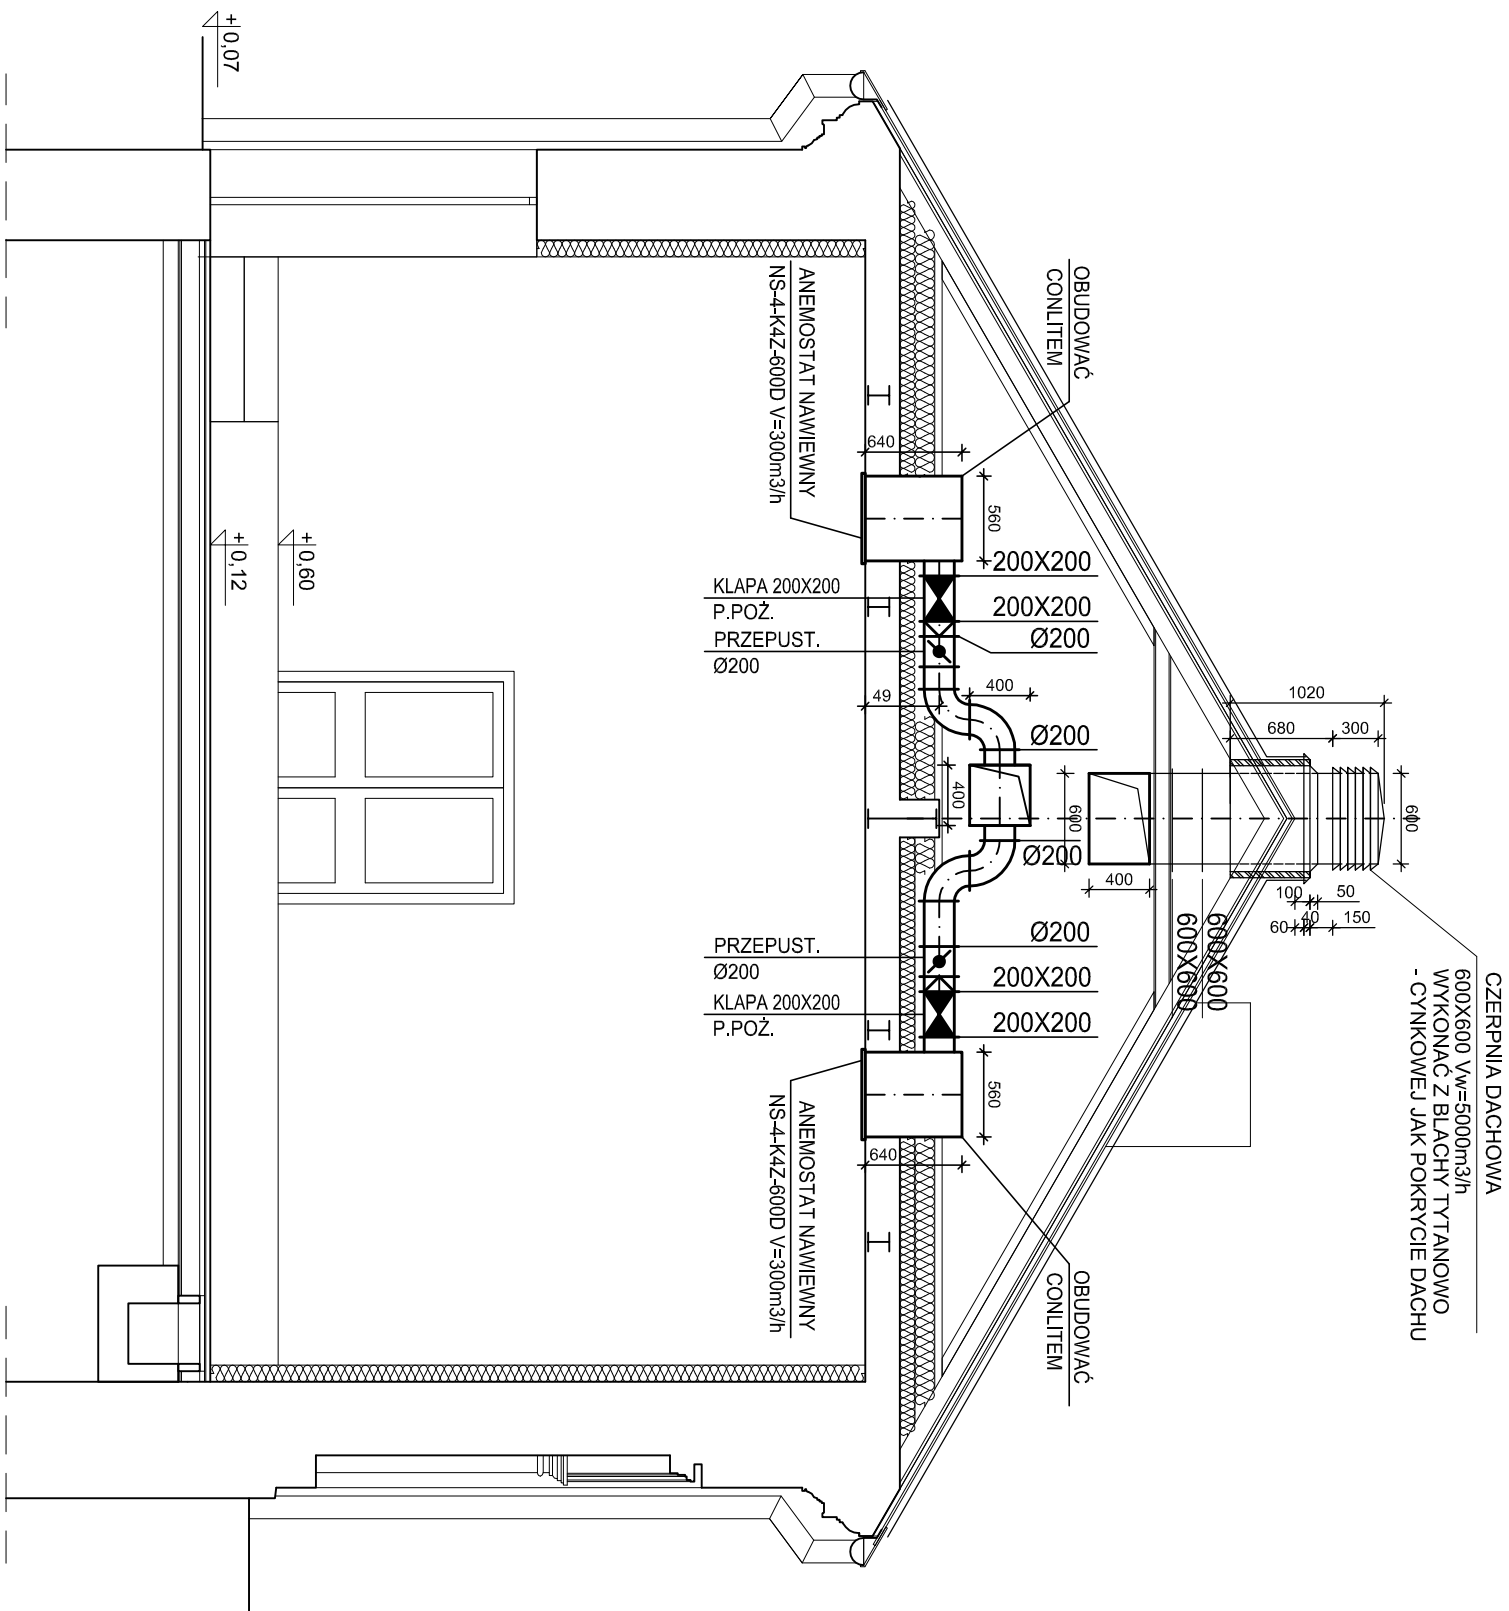 +0,07
OBUDOWAĆ
CONLITEM
ANEMOSTAT NAWIEWNY
NS-4-K4Z-600D V=300m3/h
640
560
+0,12
+0,60
200X200
200X200
Ø200
KLAPA 200X200
P.POŻ.
PRZEPUST.
Ø200
49
400
Ø200
400
600
Ø200
400
1020
680
300
600
100
50
60
40
150
600X600
600X600
CZERPNIA DACHOWA
600X600 Vw=5000m3/h
WYKONAĆ Z BLACHY TYTANOWO
- CYNKOWEJ JAK POKRYCIE DACHU
PRZEPUST.
Ø200
KLAPA 200X200
P.POŻ.
Ø200
200X200
200X200
560
640
ANEMOSTAT NAWIEWNY
NS-4-K4Z-600D V=300m3/h
OBUDOWAĆ
CONLITEM